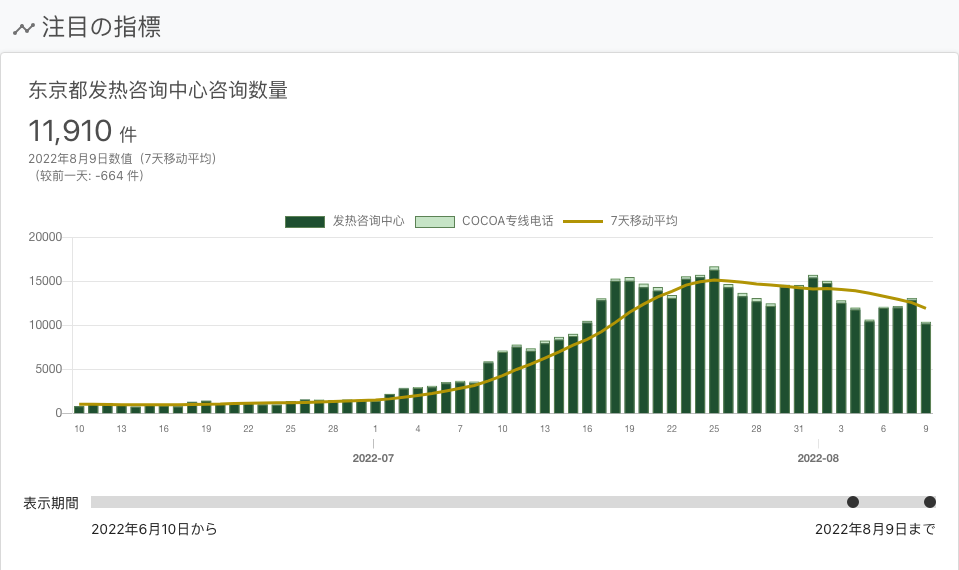 注目の指標
东京都发热咨询中心咨询数量
11,910 件
2022年8月9日数值（7天移动平均）
（较前一天: -664 件）
发热咨询中心 COCOA专线电话 7天移动平均
20000
15000
10000
5000
0
10 13 16 19 22 25 28 1 4 7 10 13 16 19 22 25 28 31 3 6 9
2022-07 2022-08
表示期間
2022年6月10日から 2022年8月9日まで